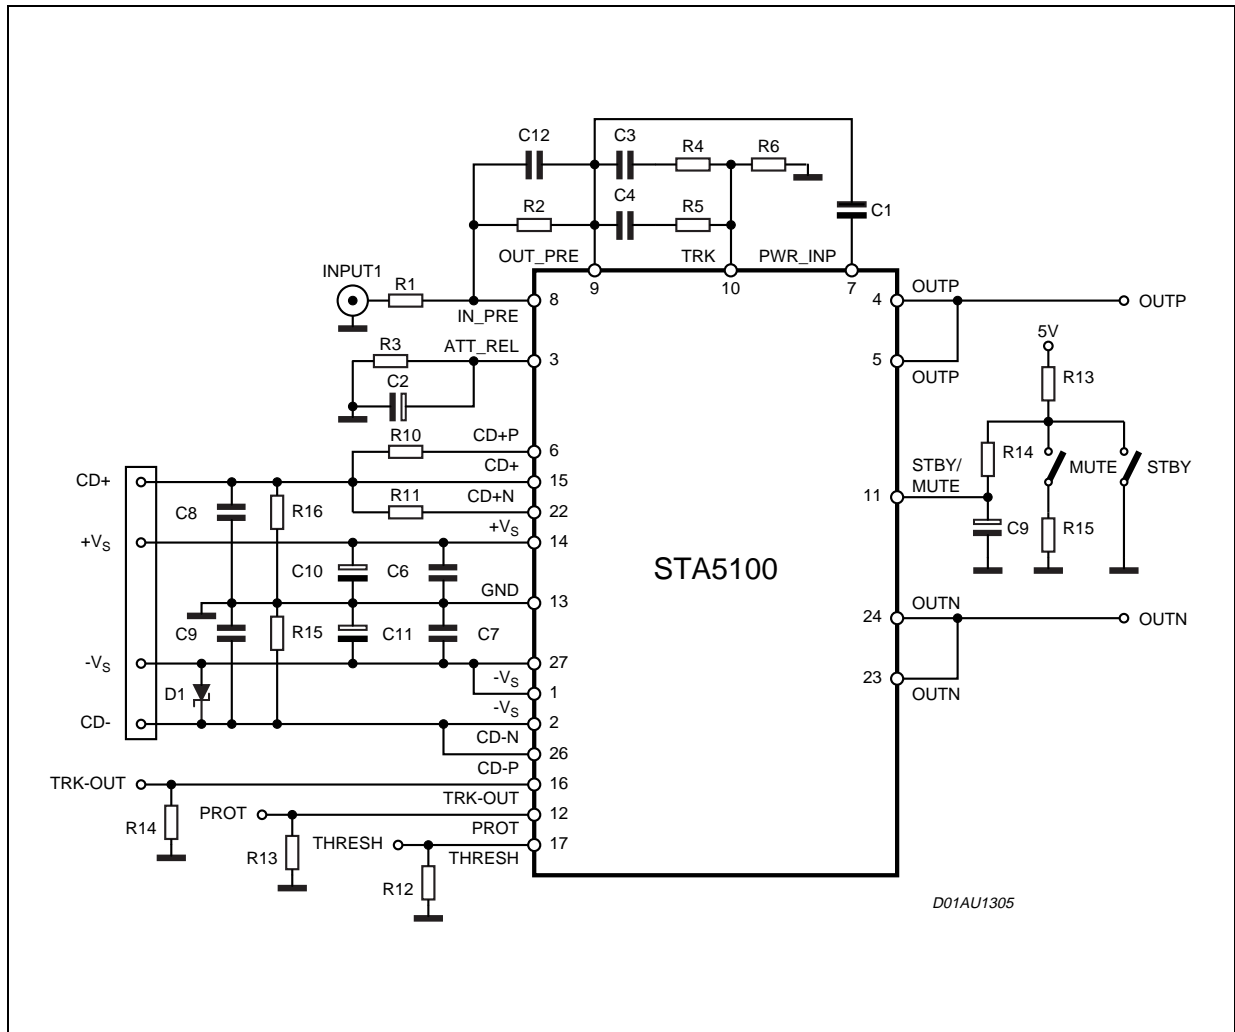 C12
C3
R4
R6
R2
C4
R5
C1
OUT_PRE
TRK
PWR_INP
INPUT1
R1
9
10
7
8
IN_PRE
4
OUTP
OUTP
R3
ATT_REL
3
5
OUTP
5V
C2
R13
R10
CD+P
6
CD+
CD+
15
R14
MUTE
STBY
STBY/
MUTE
11
C8
R16
R11
CD+N
22
+VS
+VS
14
C9
R15
C10
C6
STA5100
GND
13
C9
R15
C11
C7
24
OUTN
OUTN
-VS
27
-VS
1
23
OUTN
D1
-VS
CD-
2
CD-N
26
CD-P
TRK-OUT
16
TRK-OUT
R14
PROT
12
PROT
R13
THRESH
17
THRESH
R12
D01AU1305